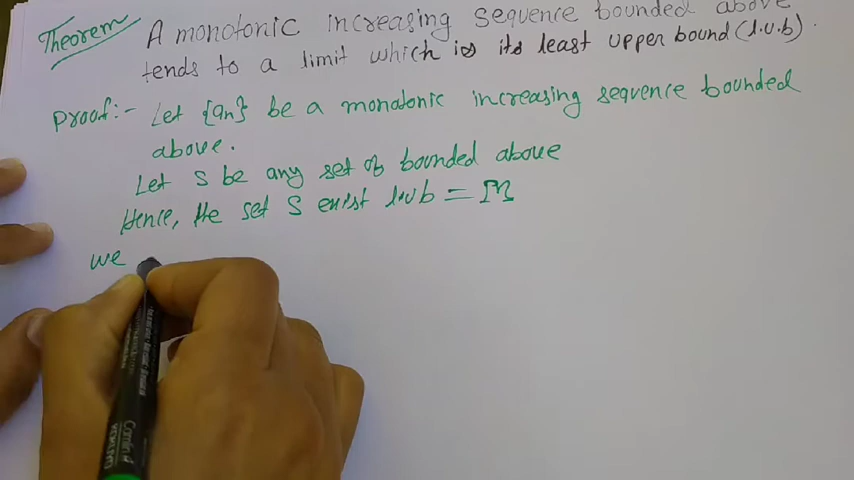 Theorem A monotonic increasing sequence bounded above
tends to a limit which is its least upper bound (l.u.b).
Proof:- Let {an} be a monotonic increasing sequence bounded
above.
Let S be any set of bounded above
Hence, the set S exist l.u.b = M
we